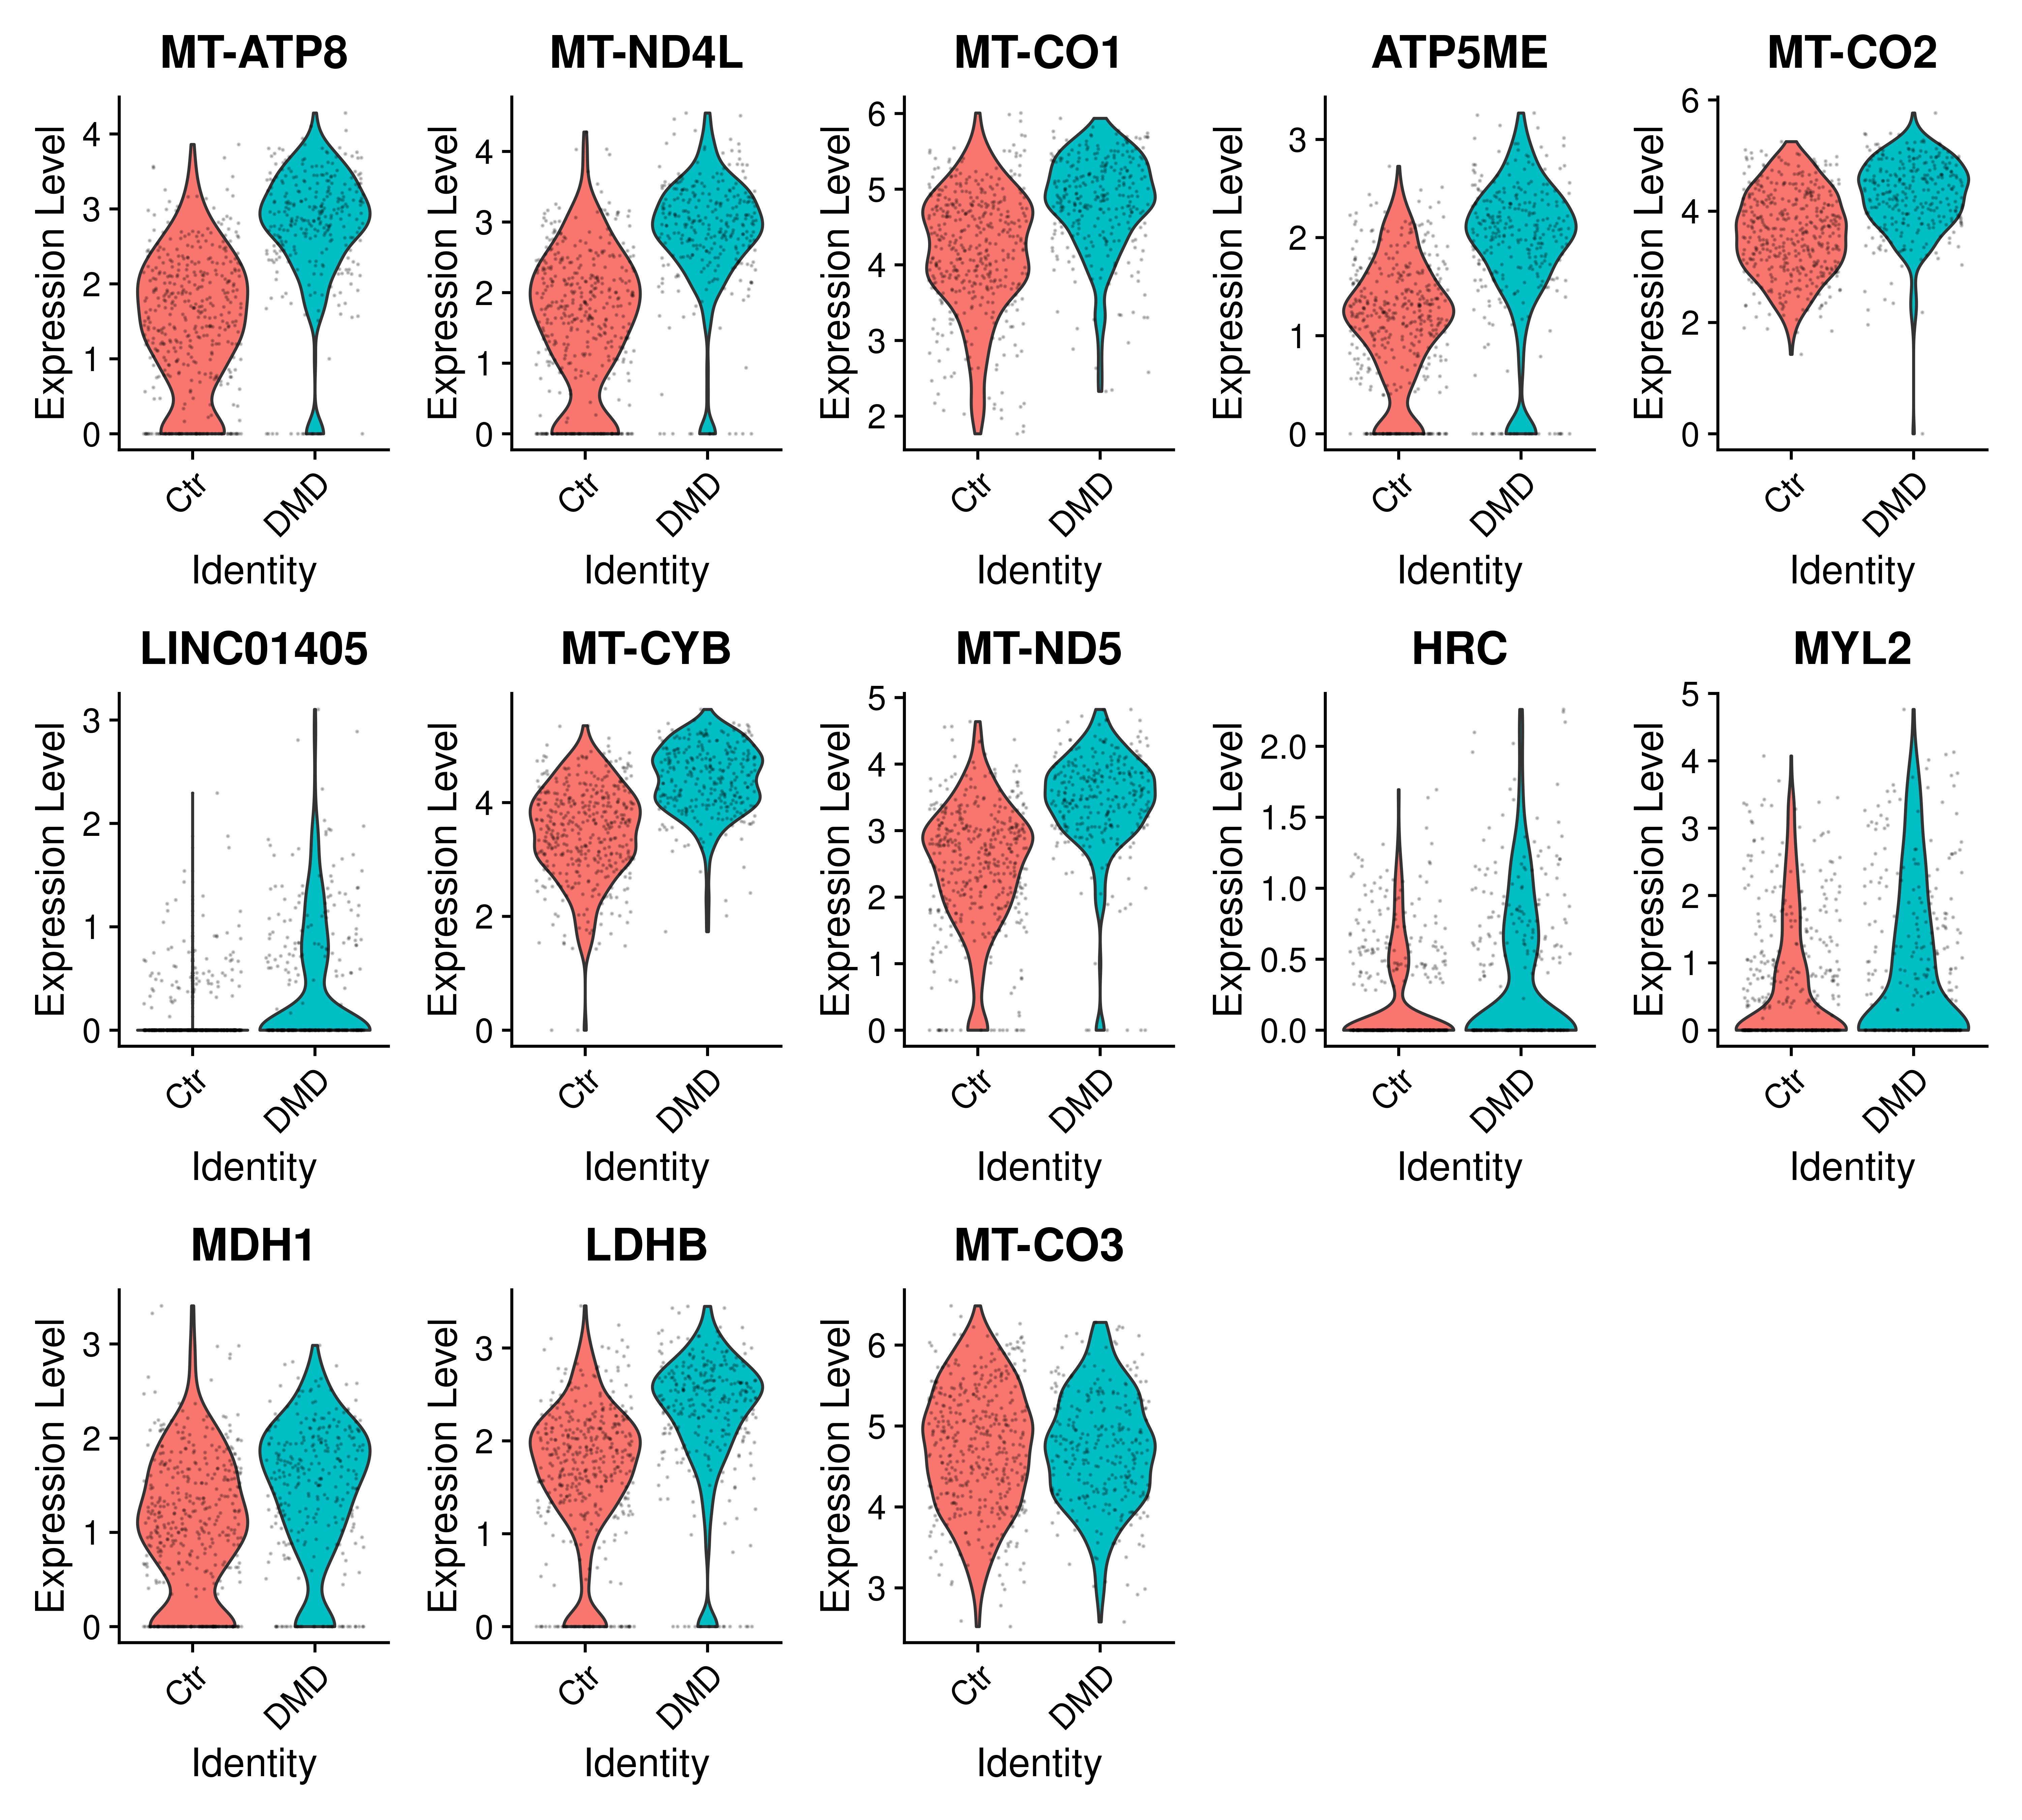 MT-ATP8 MT-ND4L MT-CO1 ATP5ME MT-CO2
Expression Level Expression Level Expression Level Expression Level Expression Level
4 4 6 3 6
3 3 5 2 4
2 2 4 1 2
1 1 3 0 0
0 0 2
Ctr DMD Ctr DMD Ctr DMD Ctr DMD Ctr DMD
Identity Identity Identity Identity Identity
LINC01405 MT-CYB MT-ND5 HRC MYL2
Expression Level Expression Level Expression Level Expression Level Expression Level
3 4 5 2.0 5
2 2 4 1.5 4
1 0 3 1.0 3
0 2 0.5 2
1 0.0 1
0 0
Ctr DMD Ctr DMD Ctr DMD Ctr DMD Ctr DMD
Identity Identity Identity Identity Identity
MDH1 LDHB MT-CO3
Expression Level Expression Level Expression Level
3 3 6
2 2 5
1 1 4
0 0 3
Ctr DMD Ctr DMD Ctr DMD
Identity Identity Identity